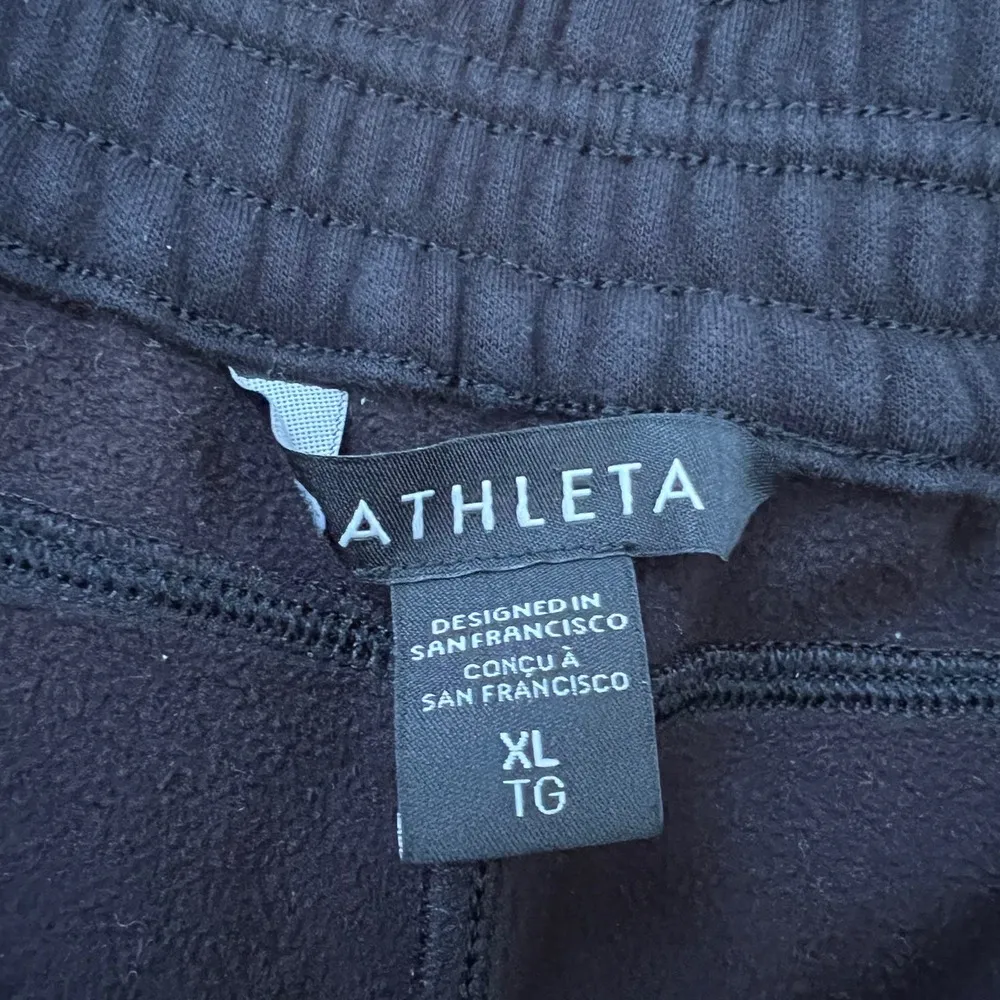 ATHLETA
DESIGNED IN
SAN FRANCISCO
CONÇU À
SAN FRANCISCO
XL
TG